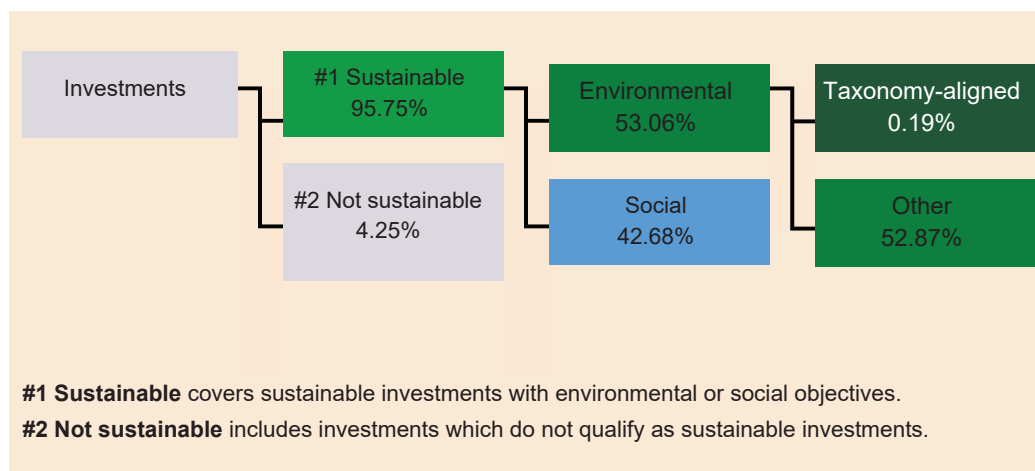 Investments
#1 Sustainable
95.75%
#2 Not sustainable
4.25%
Environmental
53.06%
Social
42.68%
Taxonomy-aligned
0.19%
Other
52.87%
#1 Sustainable covers sustainable investments with environmental or social objectives.
#2 Not sustainable includes investments which do not qualify as sustainable investments.